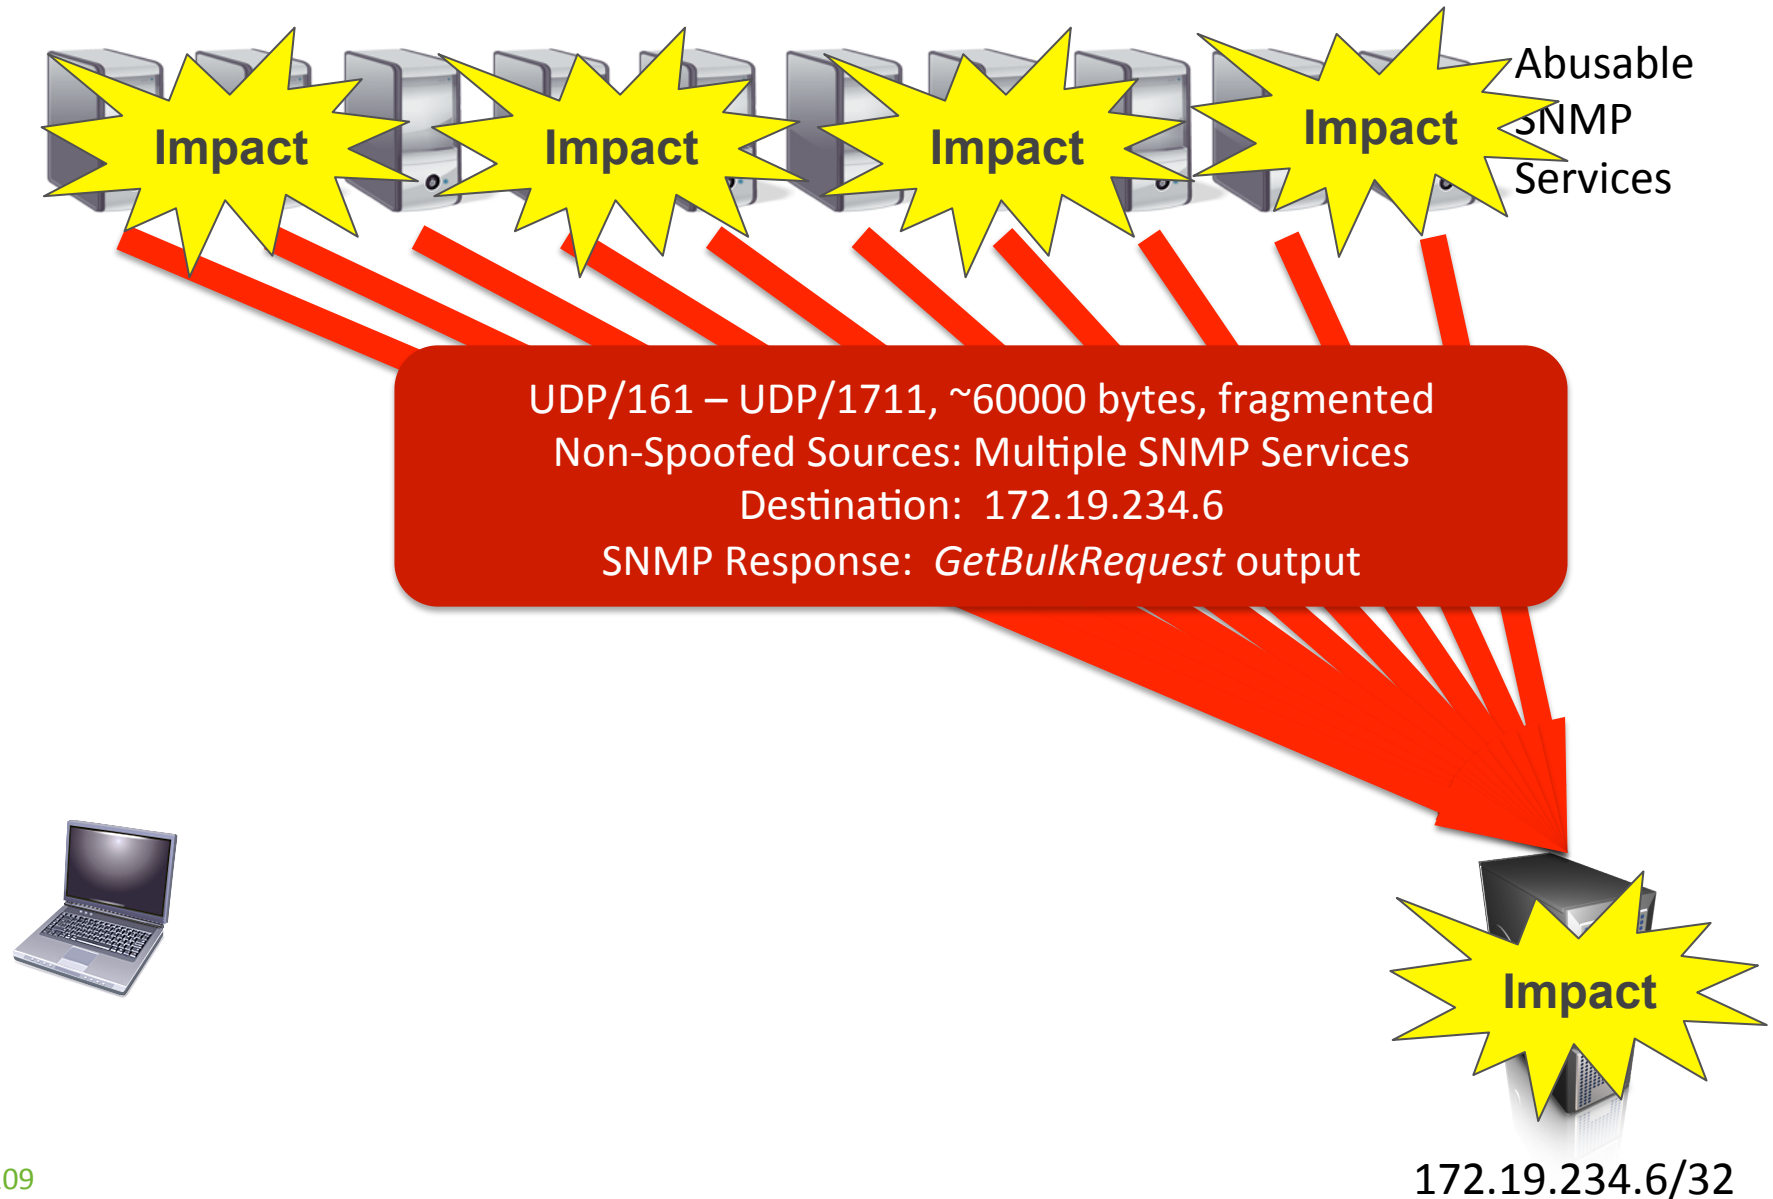 Abusable
SNMP
Services
Impact
Impact
Impact
Impact
UDP/161 – UDP/1711, ~60000 bytes, fragmented
Non-Spoofed Sources: Multiple SNMP Services
Destination: 172.19.234.6
SNMP Response: GetBulkRequest output
Impact
172.19.234.6/32
09